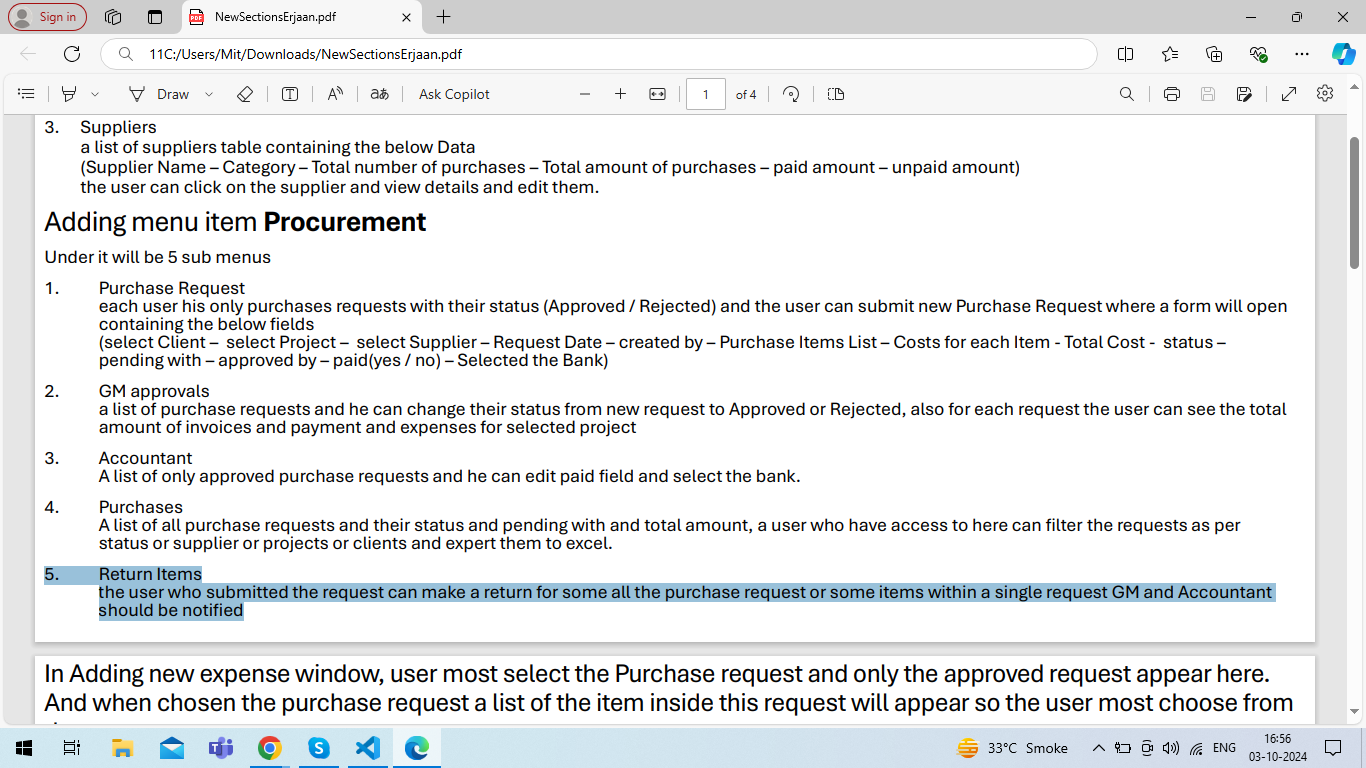 Sign in
NewSectionsErjaan.pdf
11C:/Users/Mit/Downloads/NewSectionsErjaan.pdf
Draw
Ask Copilot
1 of 4
3. Suppliers
a list of suppliers table containing the below Data
(Supplier Name – Category – Total number of purchases – Total amount of purchases – paid amount – unpaid amount)
the user can click on the supplier and view details and edit them.
Adding menu item Procurement
Under it will be 5 sub menus
1. Purchase Request
each user his only purchases requests with their status (Approved / Rejected) and the user can submit new Purchase Request where a form will open
containing the below fields
(select Client – select Project – select Supplier – Request Date – created by – Purchase Items List – Costs for each Item - Total Cost - status –
pending with – approved by – paid(yes / no) – Selected the Bank)
2. GM approvals
a list of purchase requests and he can change their status from new request to Approved or Rejected, also for each request the user can see the total
amount of invoices and payment and expenses for selected project
3. Accountant
A list of only approved purchase requests and he can edit paid field and select the bank.
4. Purchases
A list of all purchase requests and their status and pending with and total amount, a user who have access to here can filter the requests as per
status or supplier or projects or clients and expert them to excel.
5. Return Items
the user who submitted the request can make a return for some all the purchase request or some items within a single request GM and Accountant
should be notified
In Adding new expense window, user most select the Purchase request and only the approved request appear here.
And when chosen the purchase request a list of the item inside this request will appear so the user most choose from
33°C Smoke
ENG
16:56
03-10-2024